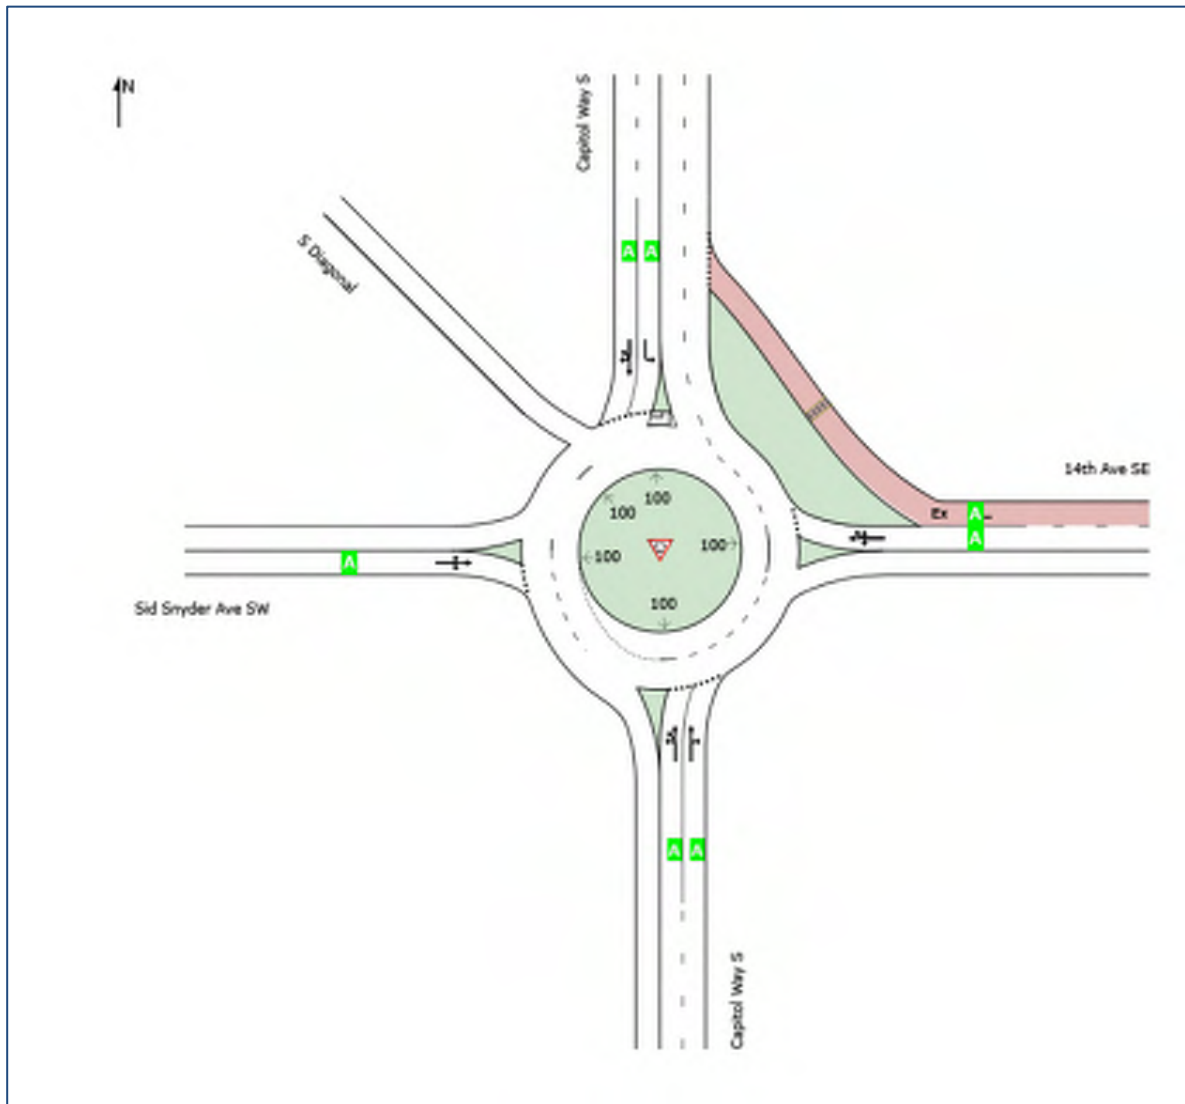 N
Capitol Way S
S Diagonal
A A
14th Ave SE
100
100
Ex A
A
100
100
A
100
Sid Snyder Ave SW
A A
Capitol Way S